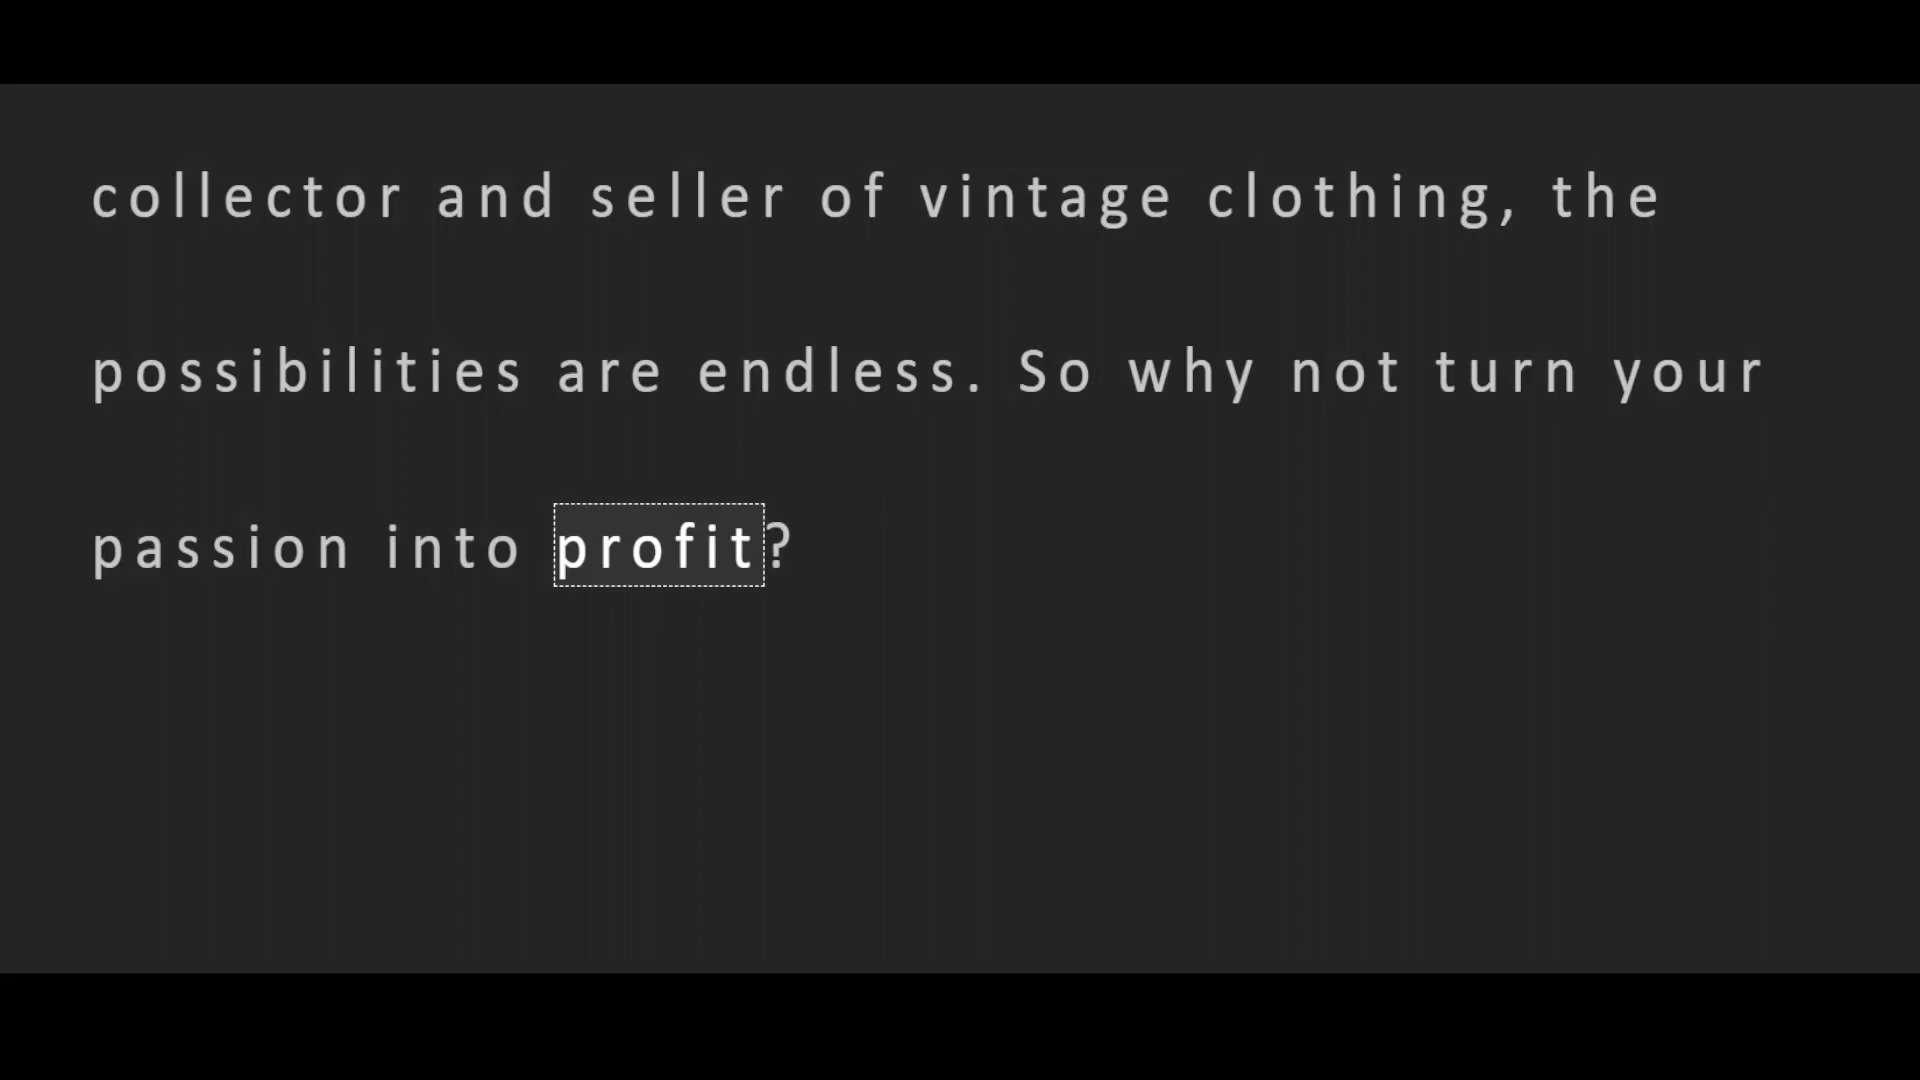 collector and seller of vintage clothing, the
possibilities are endless. So why not turn your
passion into profit?